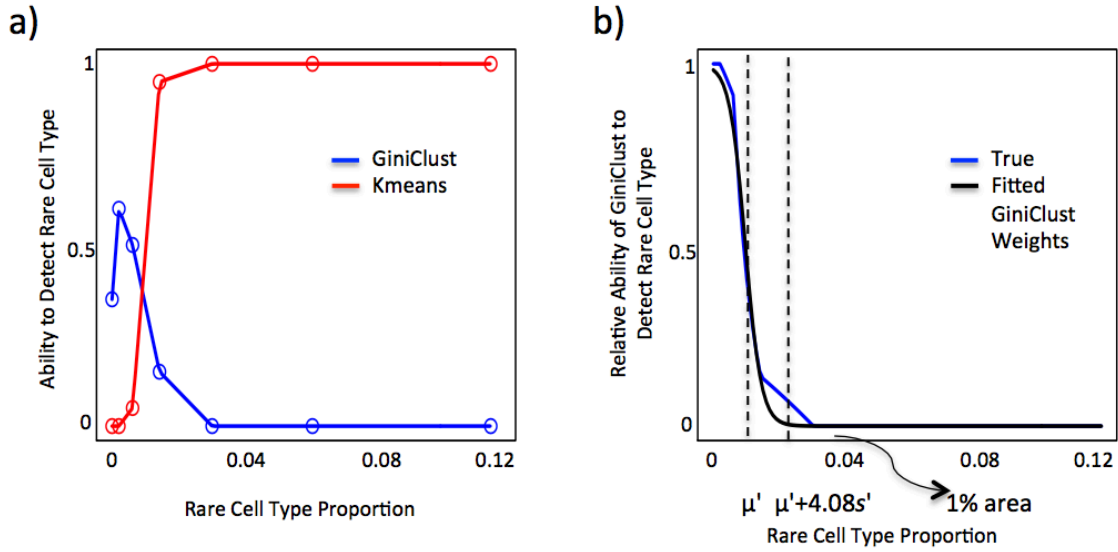 a)
Ability to Detect Rare Cell Type
1
0.5
0
GiniClust
Kmeans
0
0.04
0.08
0.12
Rare Cell Type Proportion
b)
Relative Ability of GiniClust to
Detect Rare Cell Type
1
0.5
0
True
Fitted
GiniClust
Weights
0
0.04
0.08
0.12
μ'
μ'+4.08s'
1% area
Rare Cell Type Proportion